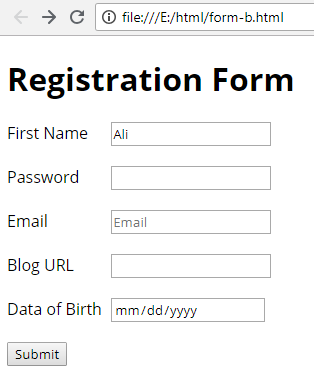 file:///E:/html/form-b.html
Registration Form
First Name Ali
Password
Email Email
Blog URL
Data of Birth mm/dd/yyyy
Submit